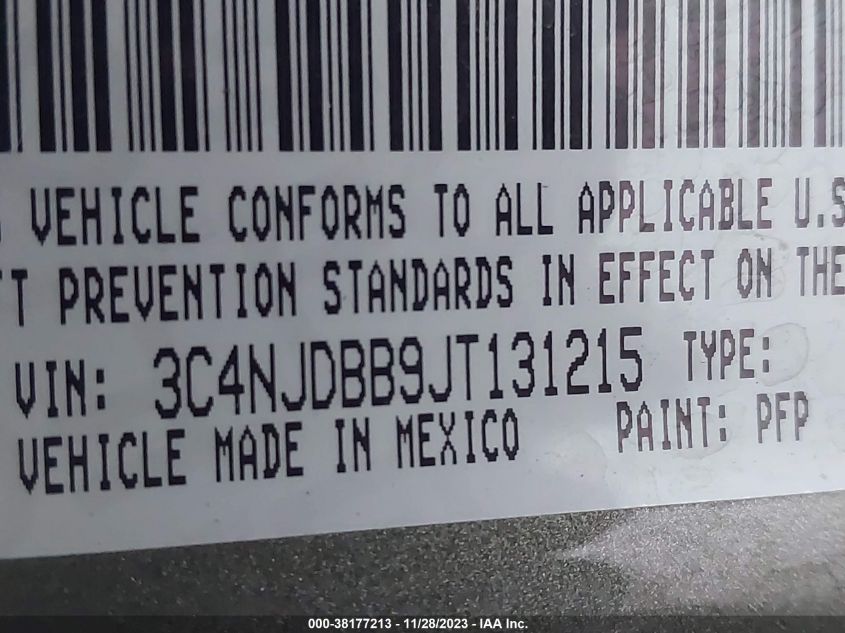 VEHICLE CONFORMS TO ALL APPLICABLE U.S
PREVENTION STANDARDS IN EFFECT ON THE
VIN: 3C4NJDBB9JT131215 TYPE:
VEHICLE MADE IN MEXICO PAINT: PFP
000-38177213 - 11/28/2023 - IAA Inc.